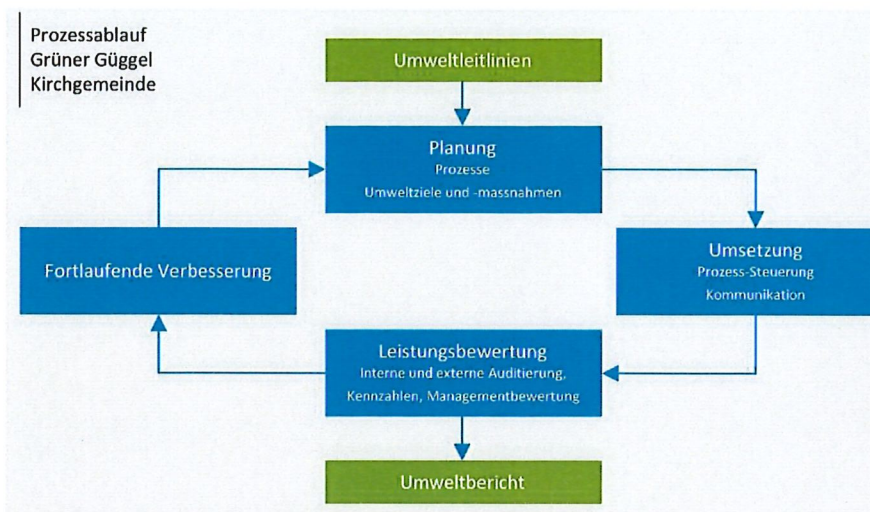 Prozessablauf
Grüner Güggel
Kirchgemeinde
Umweltleitlinien
Planung
Prozesse
Umweltziele und -massnahmen
Umsetzung
Prozess-Steuerung
Kommunikation
Fortlaufende Verbesserung
Leistungsbewertung
Interne und externe Auditierung,
Kennzahlen, Managementbewertung
Umweltbericht